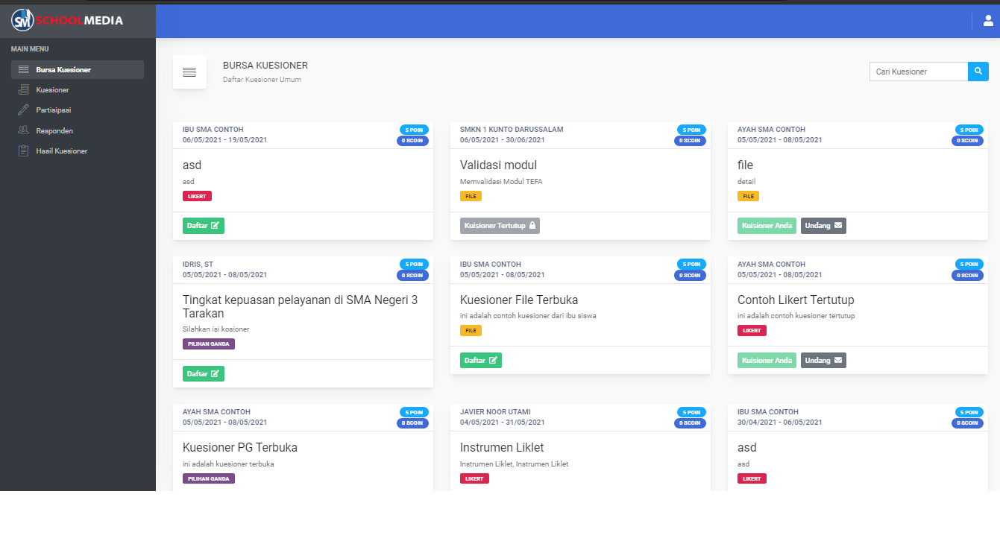 SM SCHOOLMEDIA
MAIN MENU
Bursa Kuesioner
Kuesioner
Partisipasi
Responden
Hasil Kuesioner
BURSA KUESIONER
Daftar Kuesioner Umum
Cari Kuesioner
IBU SMA CONTOH
5 POIN
06/05/2021 - 19/05/2021
0 SCOIN
asd
asd
LIKERT
Daftar
SMKN 1 KUNTO DARUSSALAM
5 POIN
06/05/2021 - 30/06/2021
0 SCOIN
Validasi modul
Memvalidasi Modul TEFA
FILE
Kuisioner Tertutup
AYAH SMA CONTOH
5 POIN
05/05/2021 - 08/05/2021
0 SCOIN
file
detail
FILE
Kuisioner Anda
Undang
IDRIS, ST
5 POIN
05/05/2021 - 08/05/2021
0 SCOIN
Tingkat kepuasan pelayanan di SMA Negeri 3
Tarakan
Silahkan isi kosioner
PILIHAN GANDA
Daftar
IBU SMA CONTOH
5 POIN
05/05/2021 - 08/05/2021
0 SCOIN
Kuesioner File Terbuka
ini adalah contoh kuesioner dari ibu siswa
FILE
Daftar
AYAH SMA CONTOH
5 POIN
05/05/2021 - 08/05/2021
0 SCOIN
Contoh Likert Tertutup
ini adalah contoh kuesioner tertutup
LIKERT
Kuisioner Anda
Undang
AYAH SMA CONTOH
5 POIN
05/05/2021 - 08/05/2021
0 SCOIN
Kuesioner PG Terbuka
ini adalah kuesioner terbuka
PILIHAN GANDA
JAVIER NOOR UTAMI
5 POIN
04/05/2021 - 31/05/2021
0 SCOIN
Instrumen Liklet
Instrumen Liklet, Instrumen Liklet
LIKERT
IBU SMA CONTOH
5 POIN
30/04/2021 - 06/05/2021
0 SCOIN
asd
asd
LIKERT